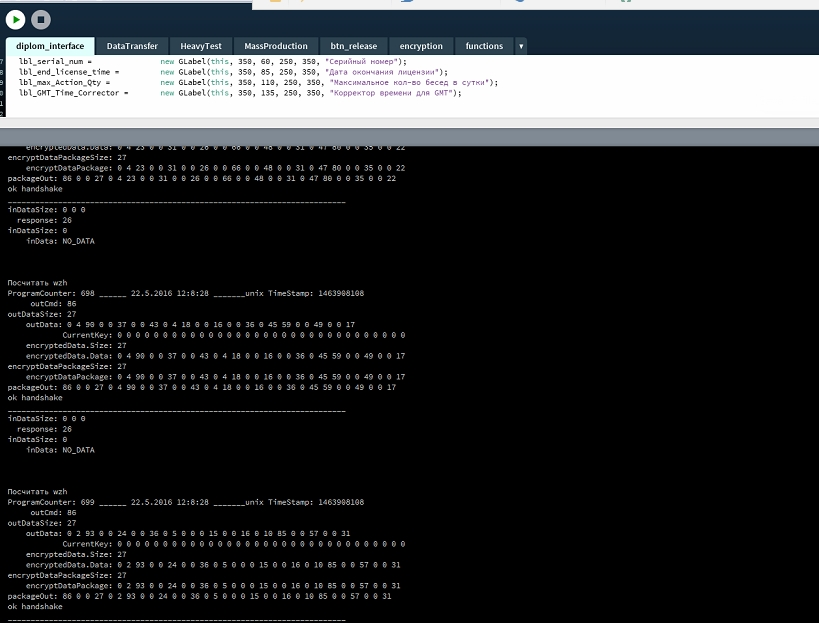 diplom_interface DataTransfer HeavyTest MassProduction btn_release encryption functions ▼
lbl_serial_num = new GLabel(this, 350, 60, 250, 350, "Серийный номер");
lbl_end_license_time = new GLabel(this, 350, 85, 250, 350, "Дата окончания лицензии");
lbl_max_Action_Qty = new GLabel(this, 350, 110, 250, 350, "Максимальное кол-во бесед в сутки");
lbl_GMT_Time_Corrector = new GLabel(this, 350, 135, 250, 350, "Корректор времени для GMT");
encryptedData.Data: 0 4 23 0 0 31 0 0 26 0 0 66 0 0 48 0 0 31 0 47 80 0 0 35 0 0 22
encryptDataPackageSize: 27
encryptDataPackage: 0 4 23 0 0 31 0 0 26 0 0 66 0 0 48 0 0 31 0 47 80 0 0 35 0 0 22
packageOut: 86 0 0 27 0 4 23 0 0 31 0 0 26 0 0 66 0 0 48 0 0 31 0 47 80 0 0 35 0 0 22
ok handshake
inDataSize: 0 0 0
response: 26
inDataSize: 0
inData: NO_DATA
Посчитать wzh
ProgramCounter: 698 ______ 22.5.2016 12:8:28 _______unix TimeStamp: 1463908108
outCmd: 86
outDataSize: 27
outData: 0 4 90 0 0 37 0 0 43 0 4 18 0 0 16 0 0 36 0 45 59 0 0 49 0 0 17
CurrentKey: 0 0 0 0 0 0 0 0 0 0 0 0 0 0 0 0 0 0 0 0 0 0 0 0 0 0 0 0 0 0 0 0
encryptedData.Size: 27
encryptedData.Data: 0 4 90 0 0 37 0 0 43 0 4 18 0 0 16 0 0 36 0 45 59 0 0 49 0 0 17
encryptDataPackageSize: 27
encryptDataPackage: 0 4 90 0 0 37 0 0 43 0 4 18 0 0 16 0 0 36 0 45 59 0 0 49 0 0 17
packageOut: 86 0 0 27 0 4 90 0 0 37 0 0 43 0 4 18 0 0 16 0 0 36 0 45 59 0 0 49 0 0 17
ok handshake
inDataSize: 0 0 0
response: 26
inDataSize: 0
inData: NO_DATA
Посчитать wzh
ProgramCounter: 699 ______ 22.5.2016 12:8:28 _______unix TimeStamp: 1463908108
outCmd: 86
outDataSize: 27
outData: 0 2 93 0 0 24 0 0 36 0 5 0 0 0 15 0 0 16 0 10 85 0 0 57 0 0 31
CurrentKey: 0 0 0 0 0 0 0 0 0 0 0 0 0 0 0 0 0 0 0 0 0 0 0 0 0 0 0 0 0 0 0 0
encryptedData.Size: 27
encryptedData.Data: 0 2 93 0 0 24 0 0 36 0 5 0 0 0 15 0 0 16 0 10 85 0 0 57 0 0 31
encryptDataPackageSize: 27
encryptDataPackage: 0 2 93 0 0 24 0 0 36 0 5 0 0 0 15 0 0 16 0 10 85 0 0 57 0 0 31
packageOut: 86 0 0 27 0 2 93 0 0 24 0 0 36 0 5 0 0 0 15 0 0 16 0 10 85 0 0 57 0 0 31
ok handshake